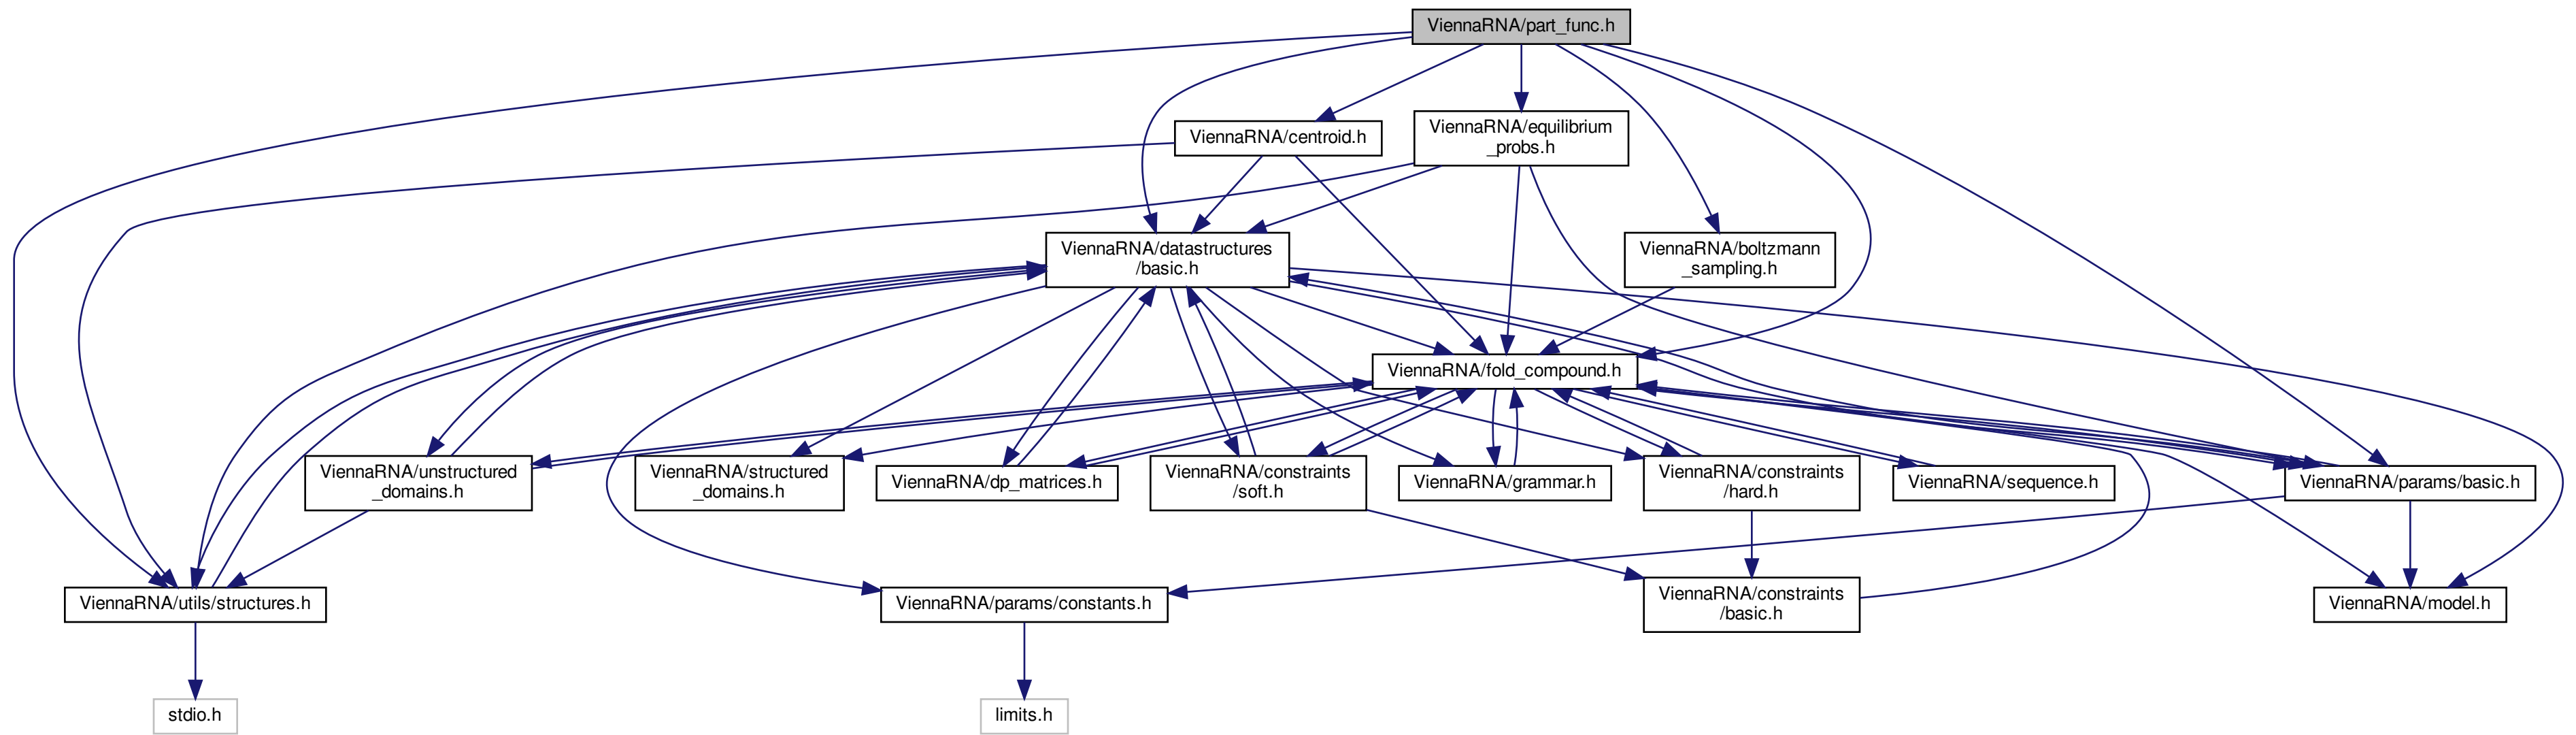 ViennaRNA/part_func.h
ViennaRNA/centroid.h
ViennaRNA/equilibrium
_probs.h
ViennaRNA/datastructures
/basic.h
ViennaRNA/boltzmann
_sampling.h
ViennaRNA/fold_compound.h
ViennaRNA/unstructured
_domains.h
ViennaRNA/structured
_domains.h
ViennaRNA/dp_matrices.h
ViennaRNA/constraints
/soft.h
ViennaRNA/grammar.h
ViennaRNA/constraints
/hard.h
ViennaRNA/sequence.h
ViennaRNA/params/basic.h
ViennaRNA/utils/structures.h
ViennaRNA/params/constants.h
ViennaRNA/constraints
/basic.h
ViennaRNA/model.h
stdio.h
limits.h